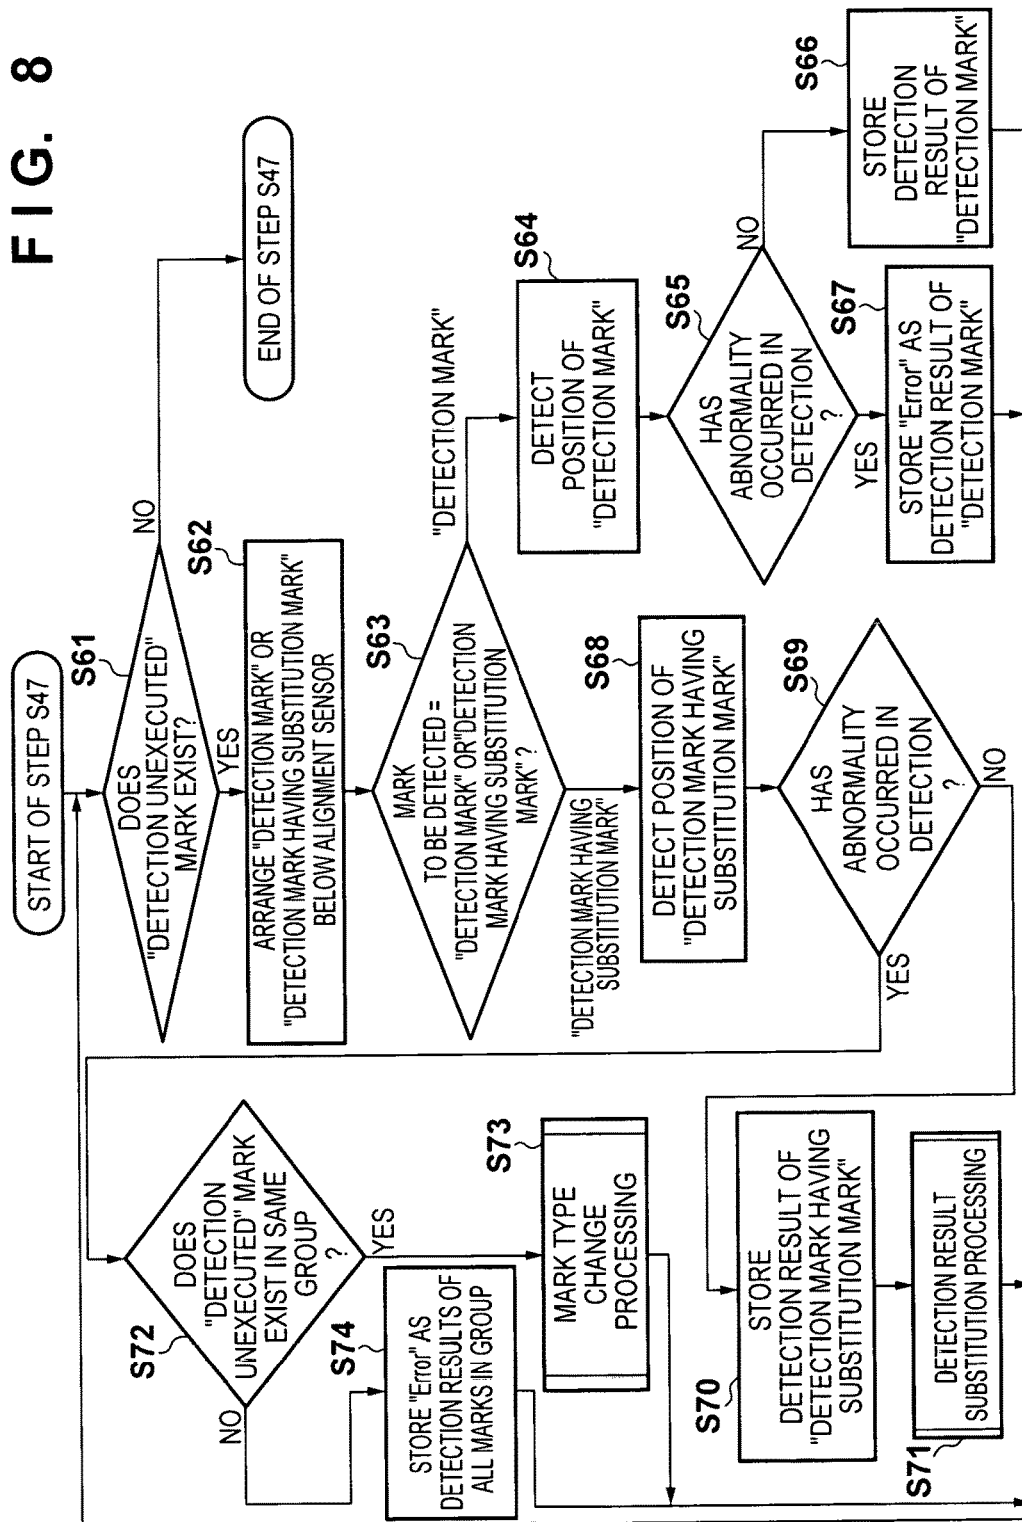 FIG. 8
START OF STEP S47
S61
DOES
"DETECTION UNEXECUTED"
MARK EXIST?
NO
YES
END OF STEP S47
S62
ARRANGE "DETECTION MARK" OR
"DETECTION MARK HAVING SUBSTITUTION MARK"
BELOW ALIGNMENT SENSOR
S63
MARK
TO BE DETECTED =
"DETECTION MARK" OR"DETECTION
MARK HAVING SUBSTITUTION
MARK"?
"DETECTION MARK"
"DETECTION MARK HAVING
SUBSTITUTION MARK"
S64
DETECT
POSITION OF
"DETECTION MARK"
S65
HAS
ABNORMALITY
OCCURRED IN
DETECTION
?
NO
YES
S66
STORE
DETECTION
RESULT OF
"DETECTION MARK"
S67
STORE "Error" AS
DETECTION RESULT OF
"DETECTION MARK"
S68
DETECT POSITION OF
"DETECTION MARK HAVING
SUBSTITUTION MARK"
S69
HAS
ABNORMALITY
OCCURRED IN
DETECTION
?
YES
NO
S72
DOES
"DETECTION
UNEXECUTED" MARK
EXIST IN SAME
GROUP
?
NO
YES
S74
STORE "Error" AS
DETECTION RESULTS OF
ALL MARKS IN GROUP
S73
MARK TYPE
CHANGE
PROCESSING
S70
STORE
DETECTION RESULT OF
"DETECTION MARK HAVING
SUBSTITUTION MARK"
S71
DETECTION RESULT
SUBSTITUTION PROCESSING